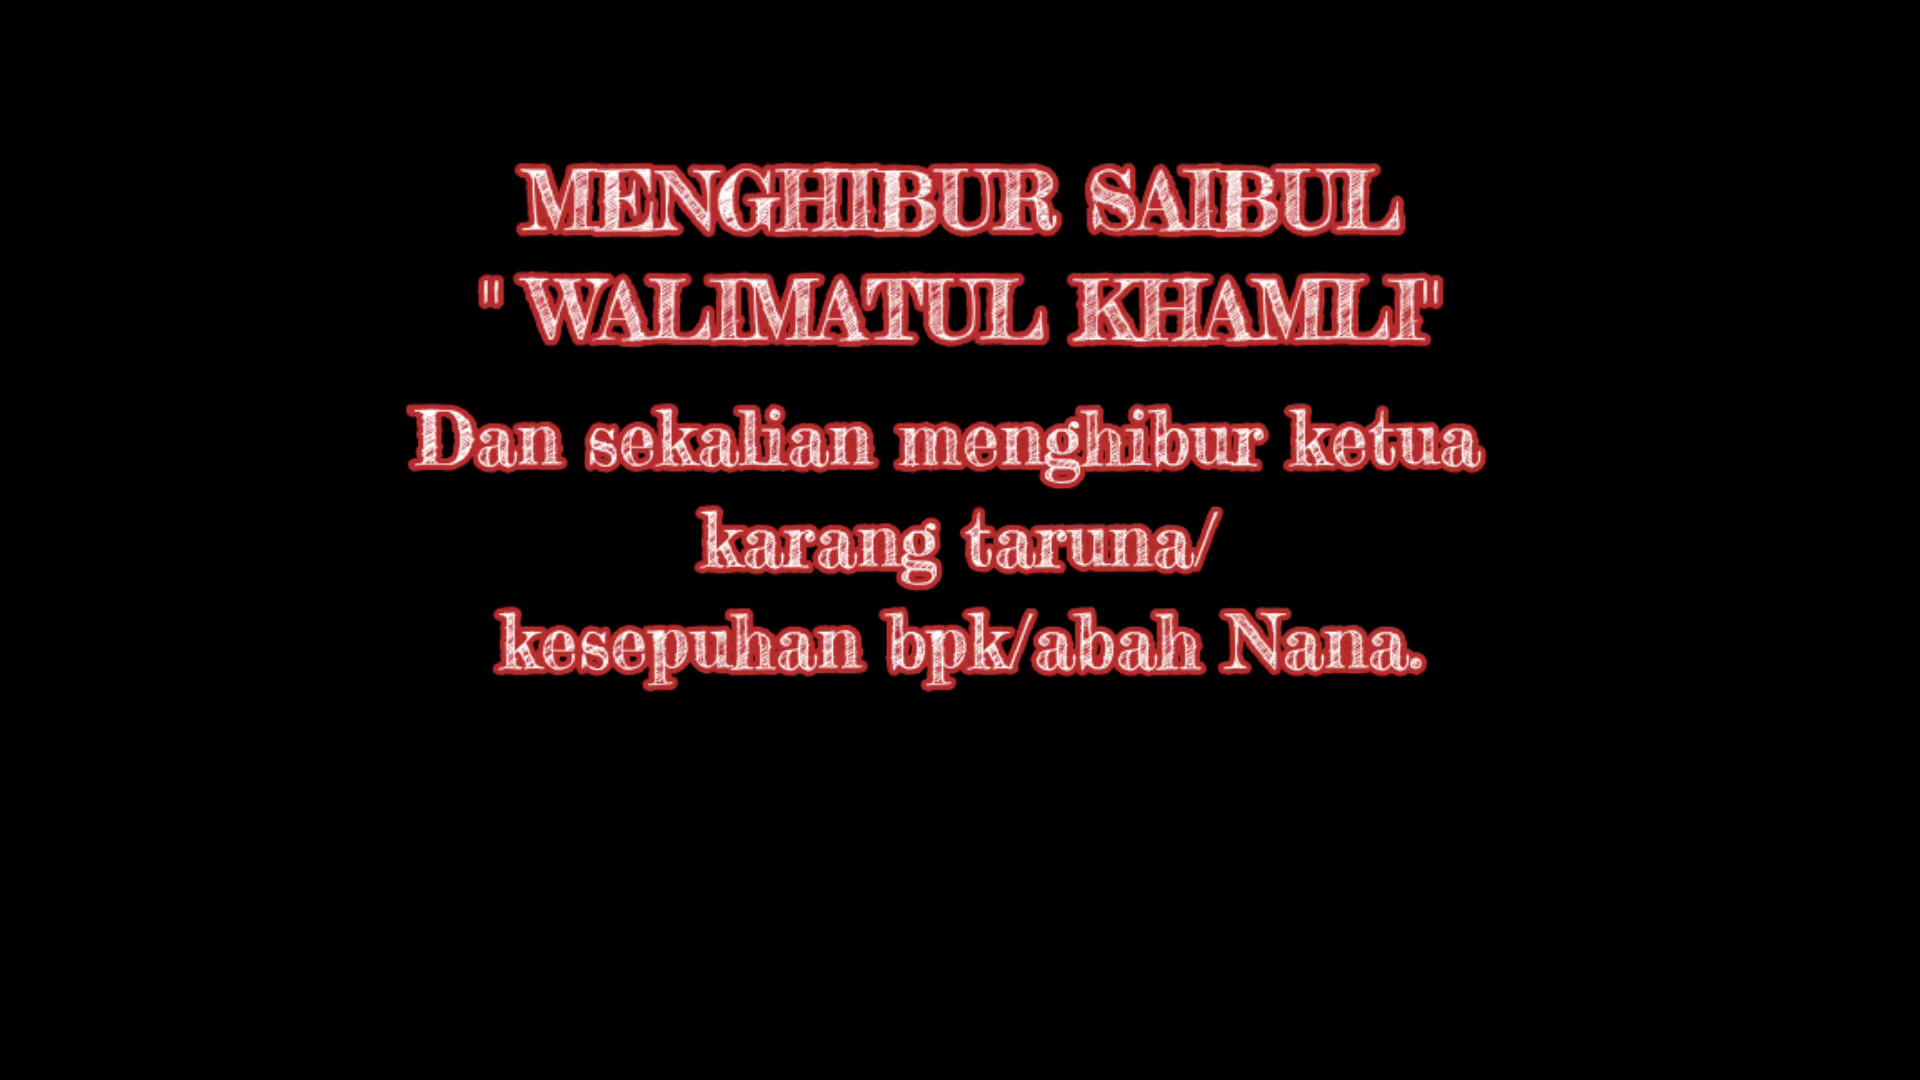 MENGHIBUR SAIBUL
" WALIMATUL KHAMLI"
Dan sekalian menghibur ketua
karang taruna/
kesepuhan bpk/abah Nana.